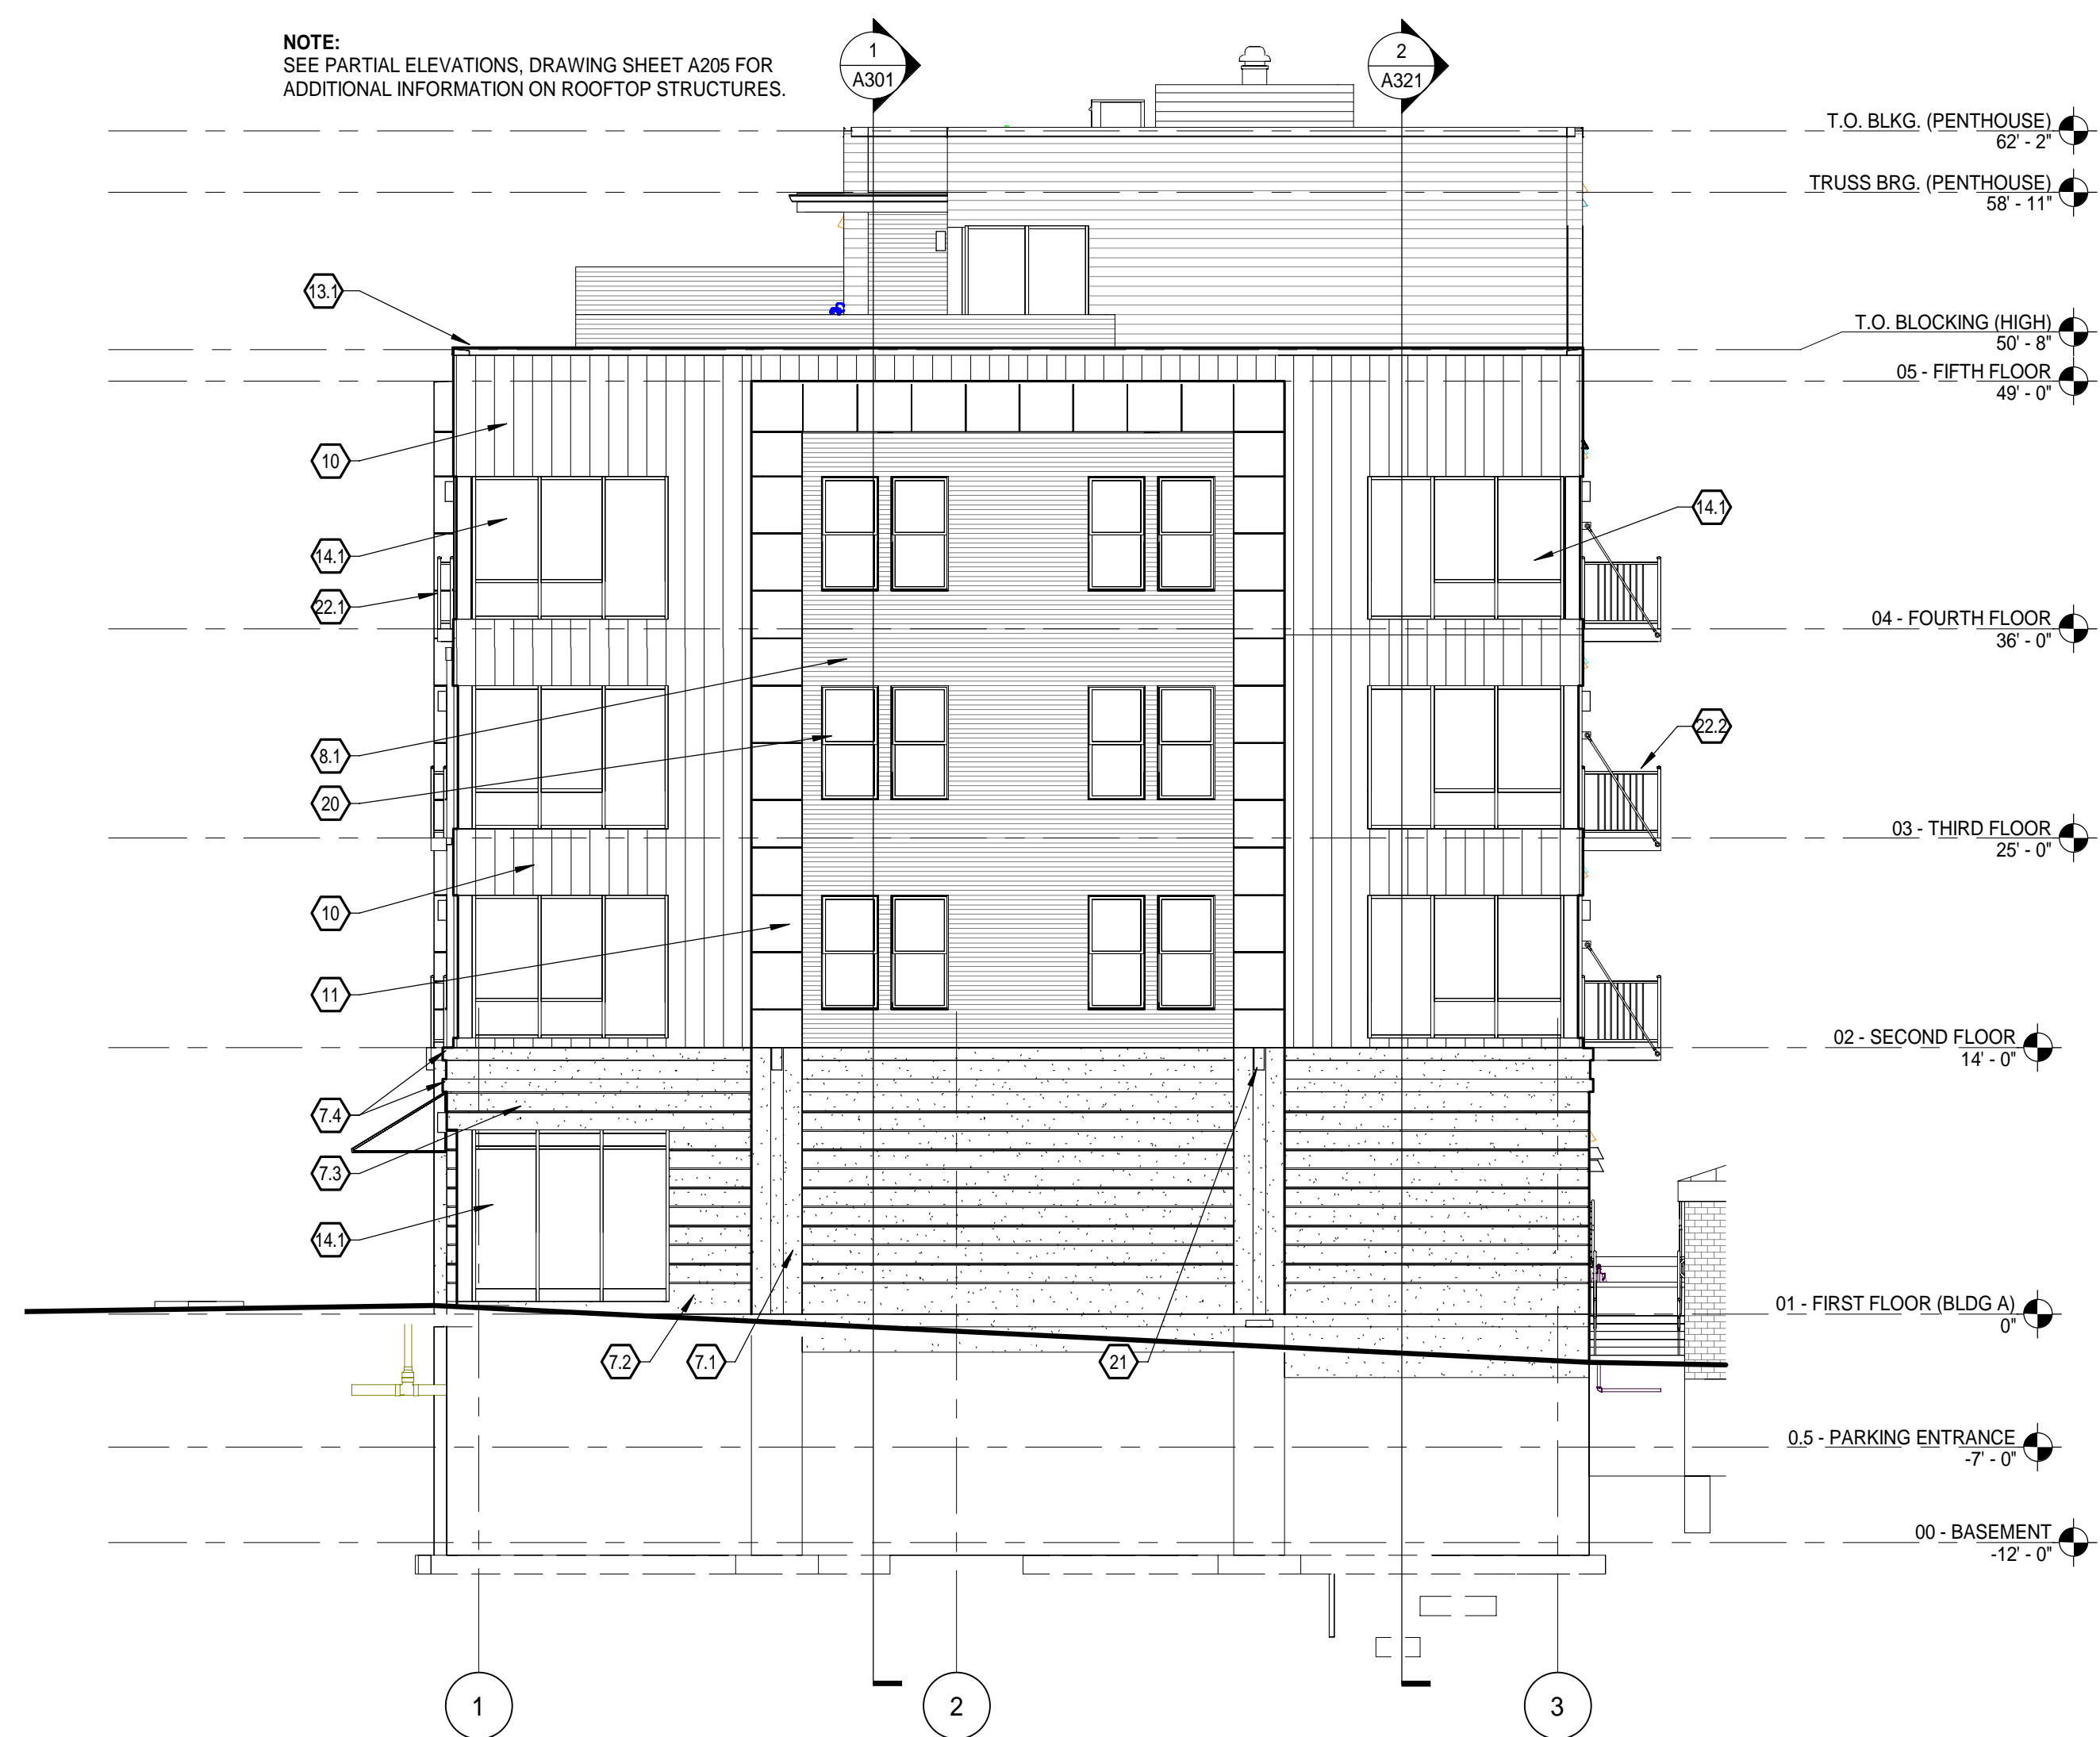 NOTE:
SEE PARTIAL ELEVATIONS, DRAWING SHEET A205 FOR
ADDITIONAL INFORMATION ON ROOFTOP STRUCTURES.
1
A301
2
A321
T.O. BLKG. (PENTHOUSE)
62' - 2"
TRUSS BRG. (PENTHOUSE)
58' - 11"
13.1
T.O. BLOCKING (HIGH)
50' - 8"
05 - FIFTH FLOOR
49' - 0"
10
14.1
14.1
22.1
04 - FOURTH FLOOR
36' - 0"
8.1
22.2
20
03 - THIRD FLOOR
25' - 0"
10
11
02 - SECOND FLOOR
14' - 0"
7.4
7.3
14.1
01 - FIRST FLOOR (BLDG A)
0"
7.2
7.1
21
0.5 - PARKING ENTRANCE
-7' - 0"
00 - BASEMENT
-12' - 0"
1
2
3